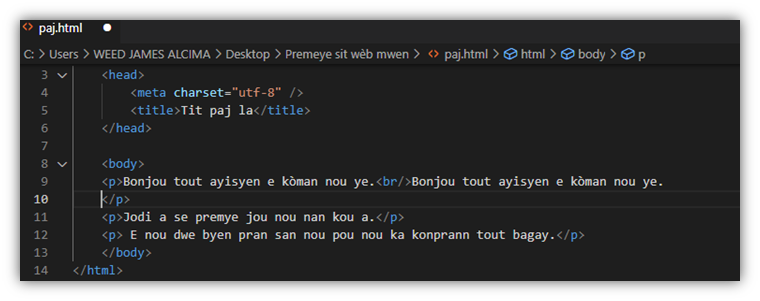 paj.html
C: > Users > WEED JAMES ALCIMA > Desktop > Premeye sit wèb mwen > paj.html > html > body > p
3 <head>
4 <meta charset="utf-8" />
5 <title>Tit paj la</title>
6 </head>
7
8 <body>
9 <p>Bonjou tout ayisyen e kòman nou ye.<br/>Bonjou tout ayisyen e kòman nou ye.
10 </p>
11 <p>Jodi a se premye jou nou nan kou a.</p>
12 <p> E nou dwe byen pran san nou pou nou ka konprann tout bagay.</p>
13 </body>
14 </html>